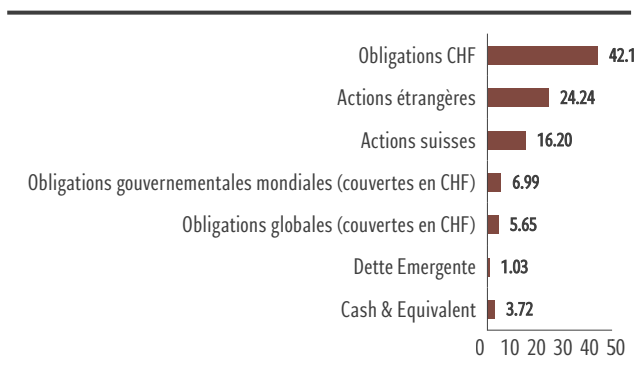 Obligations CHF 42.1
Actions étrangères 24.24
Actions suisses 16.20
Obligations gouvernementales mondiales (couvertes en CHF) 6.99
Obligations globales (couvertes en CHF) 5.65
Dette Emergente 1.03
Cash & Equivalent 3.72
0 10 20 30 40 50